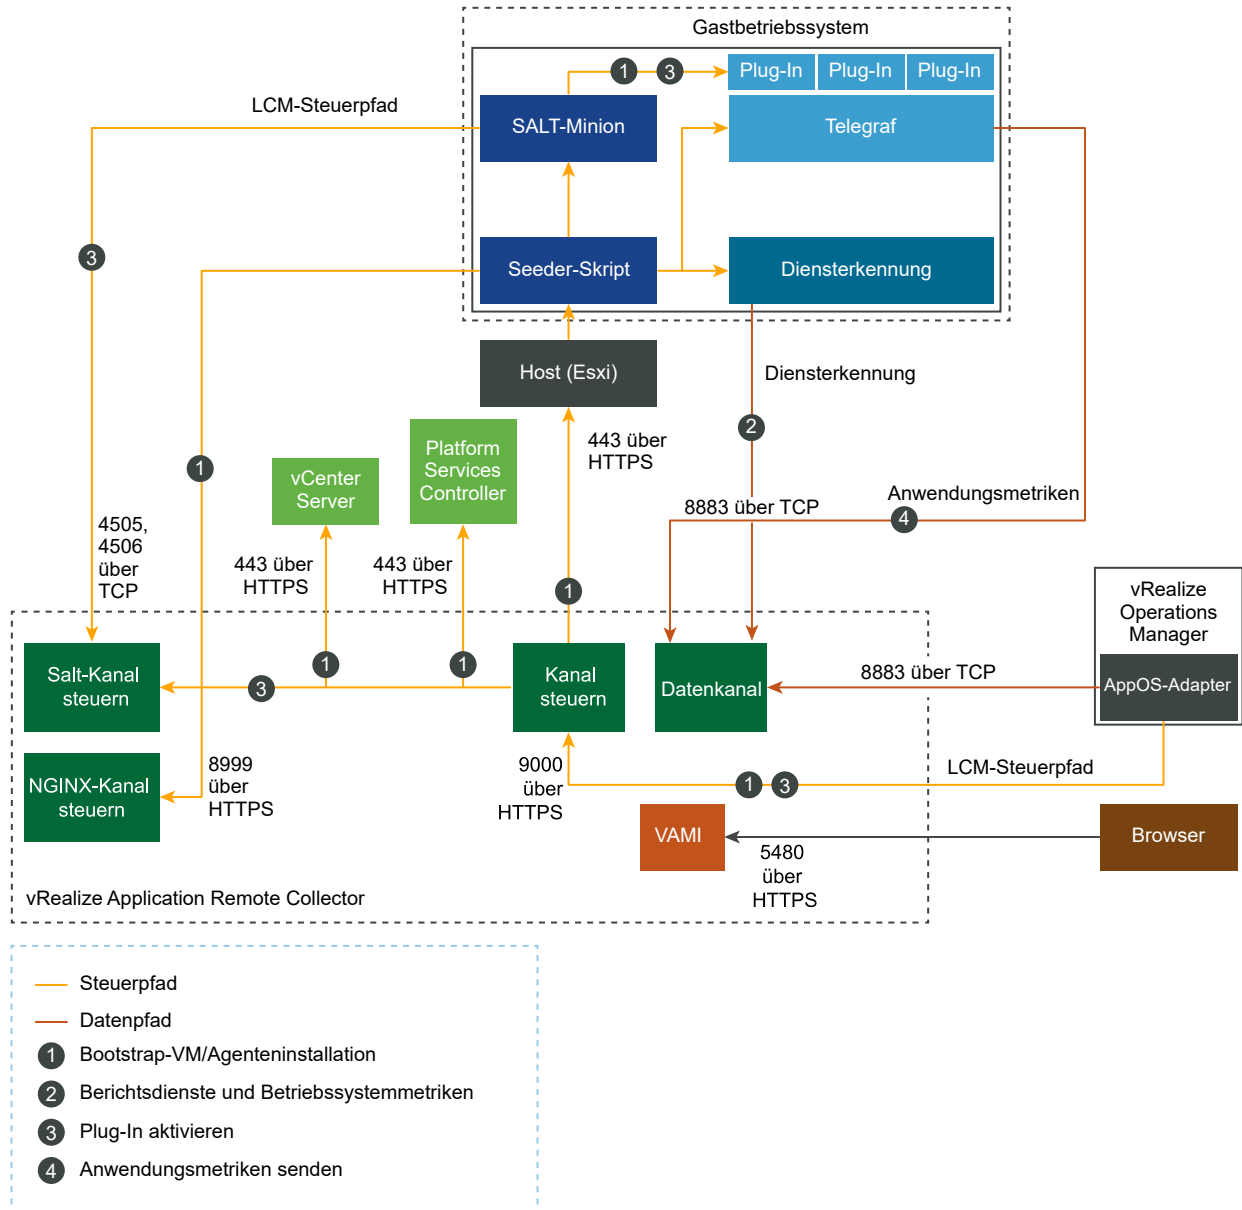 Gastbetriebssystem
1
3
Plug-In
Plug-In
Plug-In
LCM-Steuerpfad
SALT-Minion
Telegraf
3
Seeder-Skript
Diensterkennung
Host (Esxi)
Diensterkennung
2
443 über
HTTPS
Platform
Services
Controller
vCenter
Server
1
Anwendungsmetriken
8883 über TCP
4
4505,
4506
über
TCP
443 über
HTTPS
443 über
HTTPS
1
vRealize
Operations
Manager
AppOS-Adapter
Salt-Kanal
steuern
3
1
1
Kanal
steuern
Datenkanal
8883 über TCP
NGINX-Kanal
steuern
8999
über
HTTPS
9000
über
HTTPS
1
3
LCM-Steuerpfad
VAMI
5480
über
HTTPS
Browser
vRealize Application Remote Collector
Steuerpfad
Datenpfad
1 Bootstrap-VM/Agenteninstallation
2 Berichtsdienste und Betriebssystemmetriken
3 Plug-In aktivieren
4 Anwendungsmetriken senden